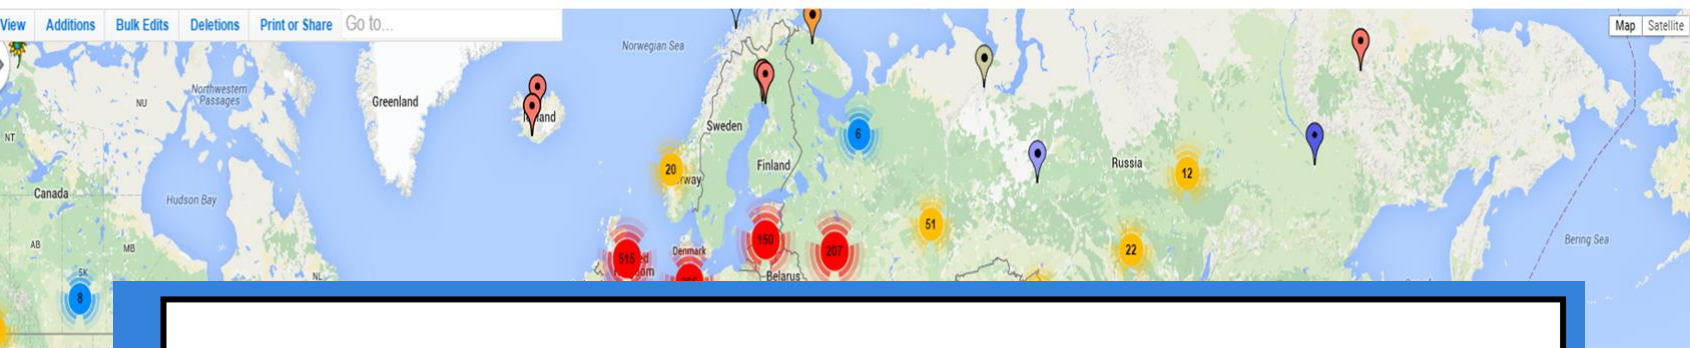 View Additions Bulk Edits Deletions Print or Share Go to...
Map Satellite
Norwegian Sea
Northwestern
Passages
NU
Greenland
NT
Sweden
6
Finland
Russia
20
12
Canada
Hudson Bay
51
150
207
22
Bering Sea
AB
MB
Denmark
515
Belarus
SK
NL
8